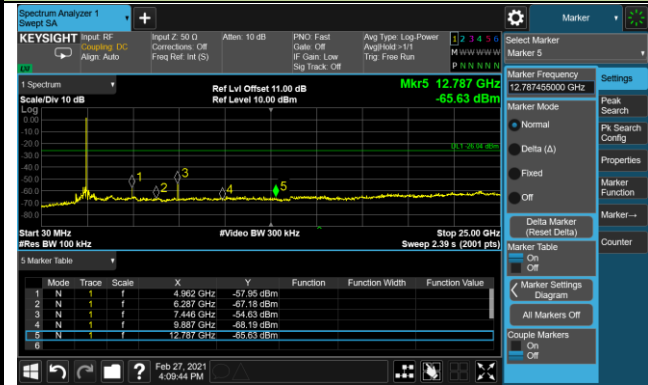 Spectrum Analyzer 1
Swept SA
+
Marker
KEYSIGHT
Input: RF
Coupling: DC
Align: Auto
Input Z: 50 Ω
Corrections: Off
Freq Ref: Int (S)
Atten: 10 dB
PNO: Fast
Gate: Off
IF Gain: Low
Sig Track: Off
Avg Type: Log-Power
Avg|Hold:>1/1
Trig: Free Run
1 2 3 4 5 6
M W W W W W
P N N N N N
Select Marker
Marker 5
1 Spectrum
Scale/Div 10 dB
Log
Ref Lvl Offset 11.00 dB
Ref Level 10.00 dBm
Mkr5 12.787 GHz
-65.63 dBm
0.00
-10.0
-20.0
-30.0
-40.0
-50.0
-60.0
-70.0
-80.0
DL1 -26.04 dBm
1
2
3
4
5
Start 30 MHz
#Res BW 100 kHz
#Video BW 300 kHz
Stop 25.00 GHz
Sweep 2.39 s (2001 pts)
5 Marker Table
Mode Trace Scale X Y Function Function Width Function Value
1 N 1 f 4.962 GHz -57.95 dBm
2 N 1 f 6.287 GHz -67.18 dBm
3 N 1 f 7.446 GHz -54.63 dBm
4 N 1 f 9.887 GHz -68.19 dBm
5 N 1 f 12.787 GHz -65.63 dBm
6
Marker Frequency
12.787455000 GHz
Marker Mode
Normal
Delta (Δ)
Fixed
Off
Delta Marker
(Reset Delta)
Marker Table
On
Off
Marker Settings
Diagram
All Markers Off
Couple Markers
On
Off
Settings
Peak
Search
Pk Search
Config
Properties
Marker
Function
Marker→
Counter
?
Feb 27, 2021
4:09:44 PM